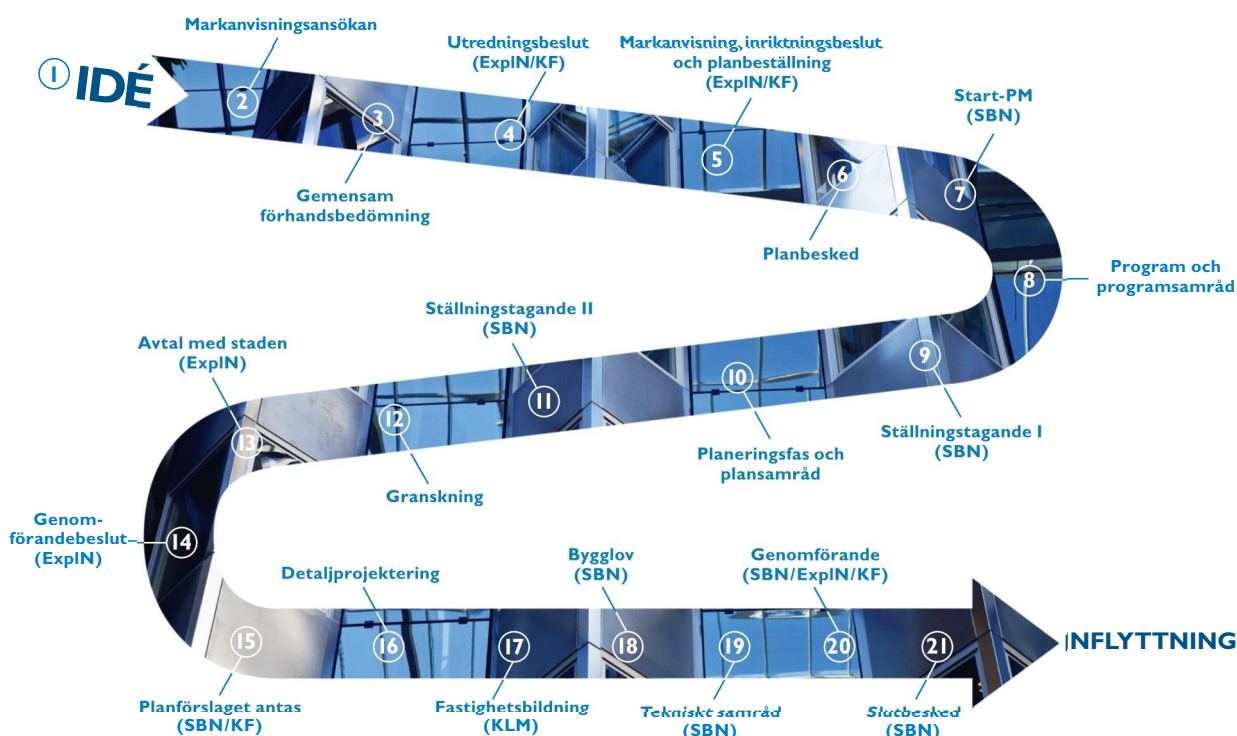 1 IDÉ
Markanvisningsansökan
2
3
Gemensam
förhandsbedömning
Utredningsbeslut
(ExplN/KF)
4
Markanvisning, inriktningsbeslut
och planbeställning
(ExplN/KF)
5
6
Planbesked
Start-PM
(SBN)
7
8
Program och
programsamråd
9
Ställningstagande I
(SBN)
10
Planeringsfas och
plansamråd
Ställningstagande II
(SBN)
11
12
Granskning
Avtal med staden
(ExplN)
13
Genom-
förandebeslut
(ExplN)
14
15
Planförslaget antas
(SBN/KF)
Detaljprojektering
16
17
Fastighetsbildning
(KLM)
Bygglov
(SBN)
18
19
Tekniskt samråd
(SBN)
Genomförande
(SBN/ExplN/KF)
20
21
Slutbesked
(SBN)
INFLYTTNING